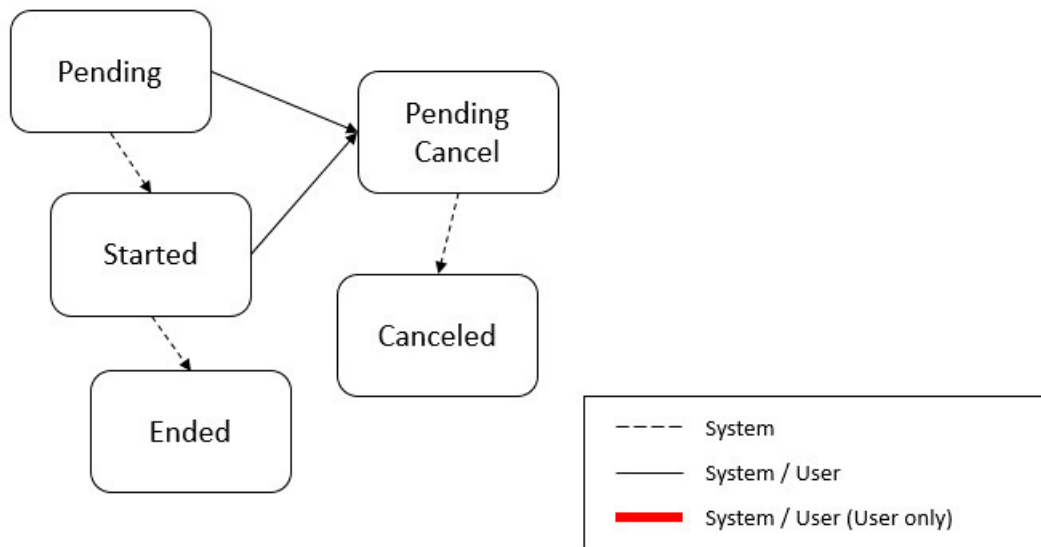 Pending
Pending
Cancel
Started
Canceled
Ended
System
System / User
System / User (User only)